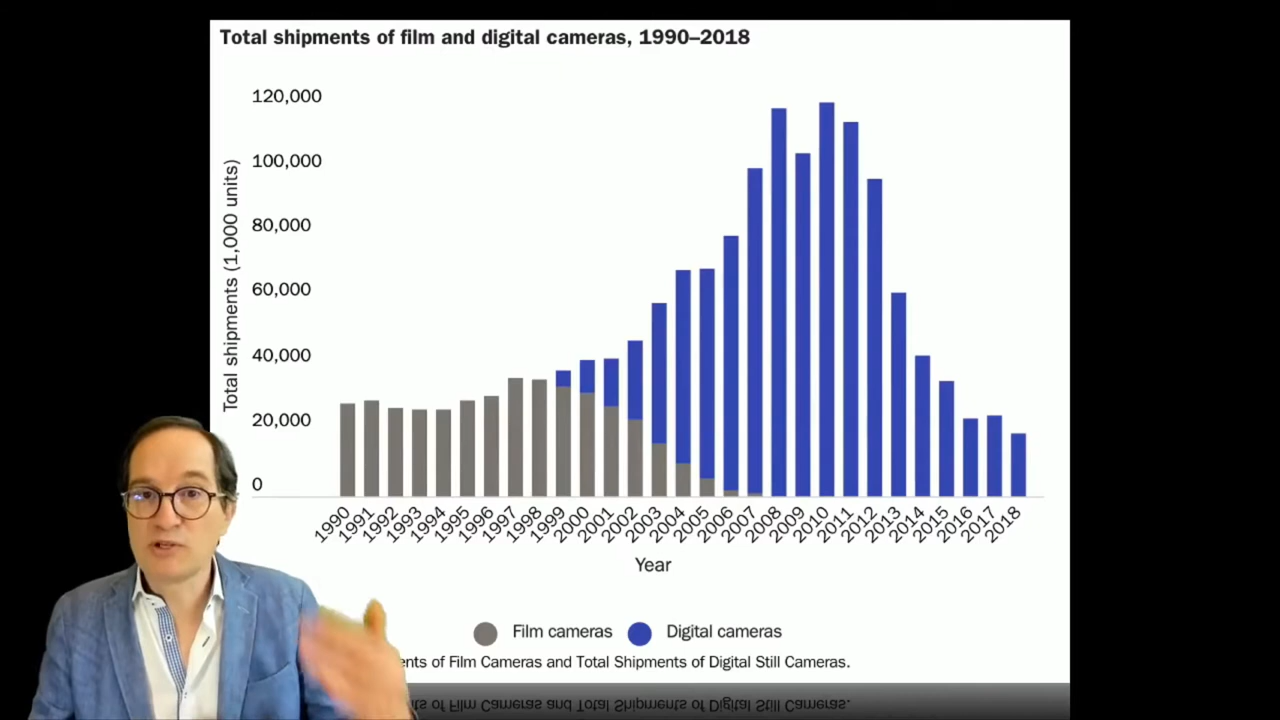 Total shipments of film and digital cameras, 1990–2018
Total shipments (1,000 units)
120,000
100,000
80,000
60,000
40,000
20,000
0
1990 1991 1992 1993 1994 1995 1996 1997 1998 1999 2000 2001 2002 2003 2004 2005 2006 2007 2008 2009 2010 2011 2012 2013 2014 2015 2016 2017 2018
Year
Film cameras Digital cameras
of Film Cameras and Total Shipments of Digital Still Cameras.